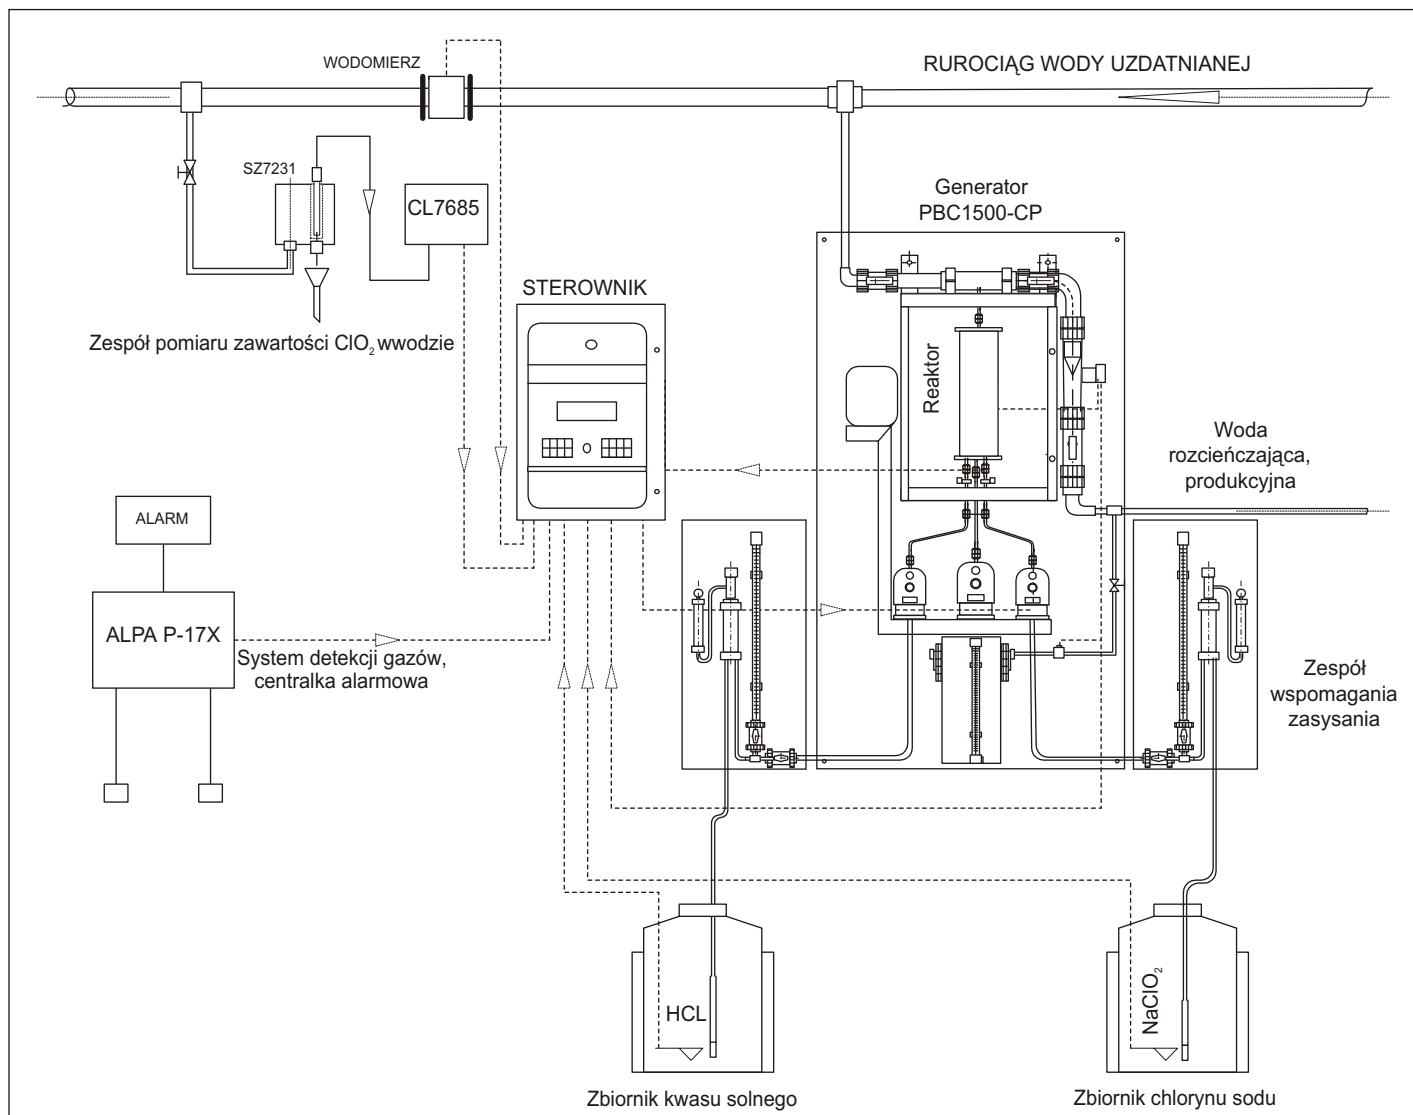 WODOMIERZ
RUROCIĄG WODY UZDATNIANEJ
SZ7231
CL7685
Generator
PBC1500-CP
STEROWNIK
Zespół pomiaru zawartości ClO2 wwodzie
Reaktor
Woda
rozcieńczająca,
produkcyjna
ALARM
ALPA P-17X
System detekcji gazów,
centralka alarmowa
Zespół
wspomagania
zasysania
HCL
NaClO2
Zbiornik kwasu solnego
Zbiornik chlorynu sodu